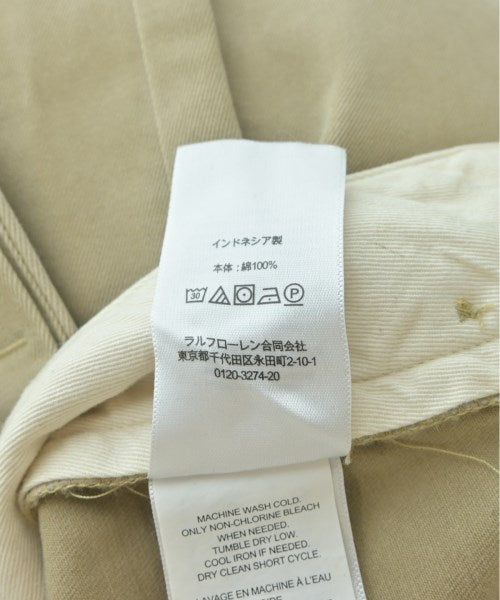 インドネシア製
本体 : 綿100%
30 P
ラルフローレン合同会社
東京都千代田区永田町2-10-1
0120-3274-20
MACHINE WASH COLD.
ONLY NON-CHLORINE BLEACH
WHEN NEEDED.
TUMBLE DRY LOW.
COOL IRON IF NEEDED.
DRY CLEAN SHORT CYCLE.
LAVAGE EN MACHINE À L'EAU